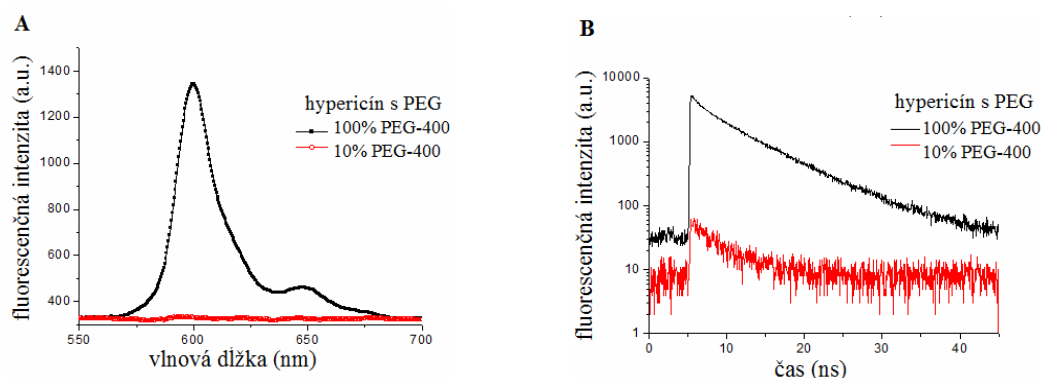 A
fluorescenčná intenzita (a.u.)
1400
1200
1000
800
600
400
hypericín s PEG
100% PEG-400
10% PEG-400
550
600
650
700
vlnová dĺžka (nm)
B
fluorescenčná intenzita (a.u.)
10000
1000
100
10
1
hypericín s PEG
100% PEG-400
10% PEG-400
0
10
20
30
40
čas (ns)